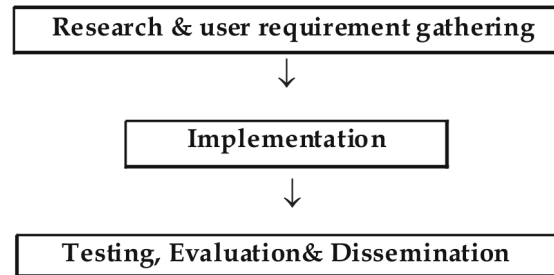 Research & user requirement gathering
↓
Implementation
↓
Testing, Evaluation& Dissemination